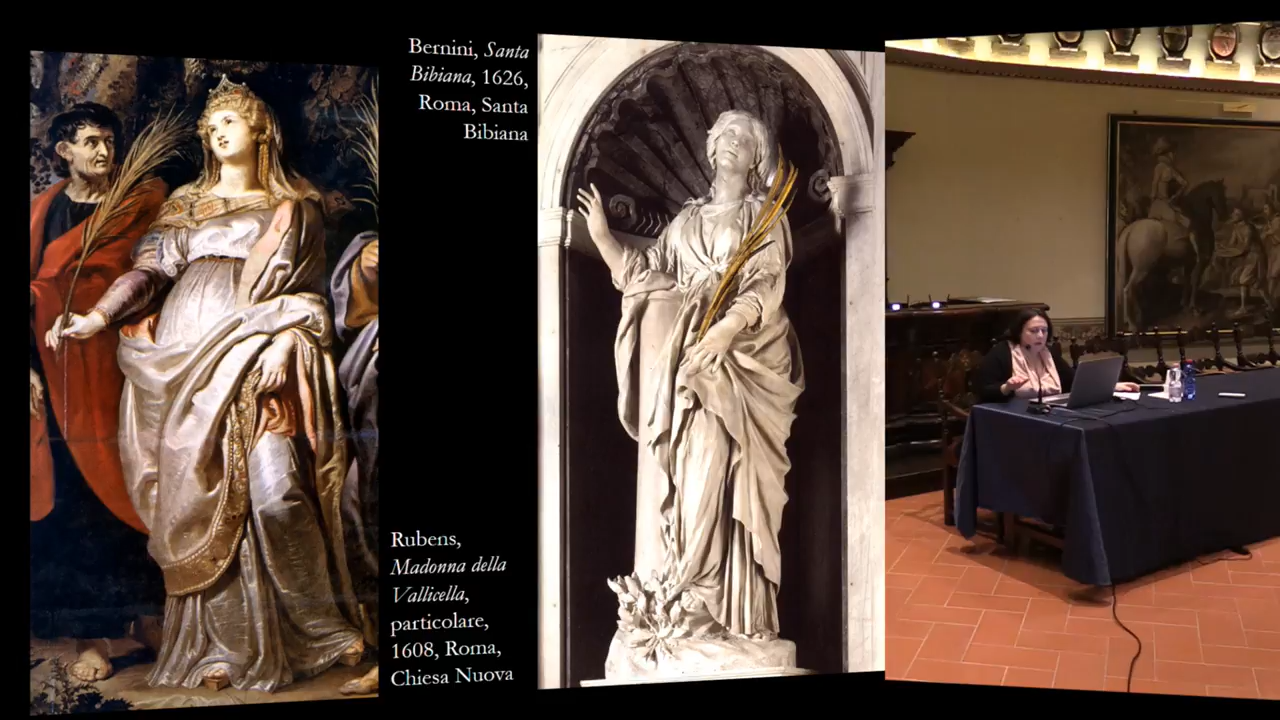 Bernini, Santa
Bibiana, 1626,
Roma, Santa
Bibiana
Rubens,
Madonna della
Vallicella,
particolare,
1608, Roma,
Chiesa Nuova